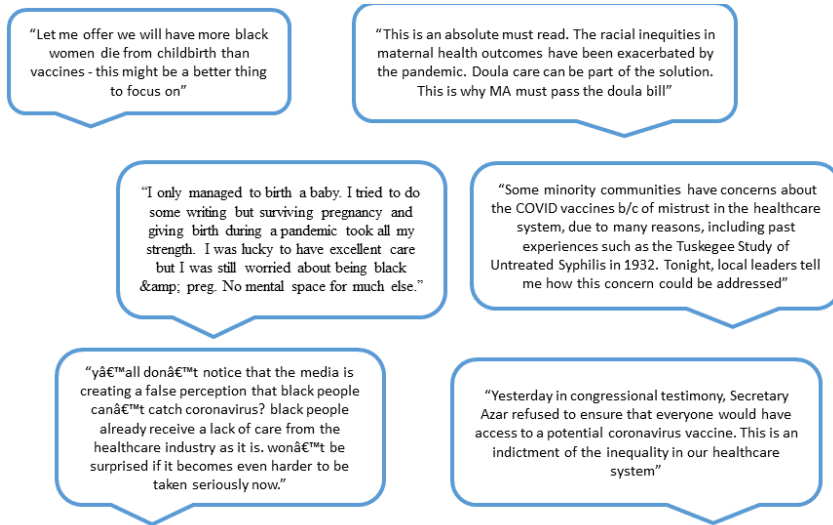 “Let me offer we will have more black
women die from childbirth than
vaccines - this might be a better thing
to focus on”
“This is an absolute must read. The racial inequities in
maternal health outcomes have been exacerbated by
the pandemic. Doula care can be part of the solution.
This is why MA must pass the doula bill”
“I only managed to birth a baby. I tried to do
some writing but surviving pregnancy and
giving birth during a pandemic took all my
strength. I was lucky to have excellent care
but I was still worried about being black
&amp; preg. No mental space for much else.”
“Some minority communities have concerns about
the COVID vaccines b/c of mistrust in the healthcare
system, due to many reasons, including past
experiences such as the Tuskegee Study of
Untreated Syphilis in 1932. Tonight, local leaders tell
me how this concern could be addressed”
“yâ€™all donâ€™t notice that the media is
creating a false perception that black people
canâ€™t catch coronavirus? black people
already receive a lack of care from the
healthcare industry as it is. wonâ€™t be
surprised if it becomes even harder to be
taken seriously now.”
“Yesterday in congressional testimony, Secretary
Azar refused to ensure that everyone would have
access to a potential coronavirus vaccine. This is an
indictment of the inequality in our healthcare
system”